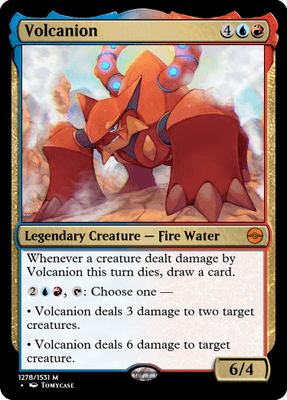 Volcanion 4
Legendary Creature — Fire Water
Whenever a creature dealt damage by
Volcanion this turn dies, draw a card.
2, : Choose one —
• Volcanion deals 3 damage to two target
creatures.
• Volcanion deals 6 damage to target
creature.
6/4
1278/1531 M
• TOMYCASE